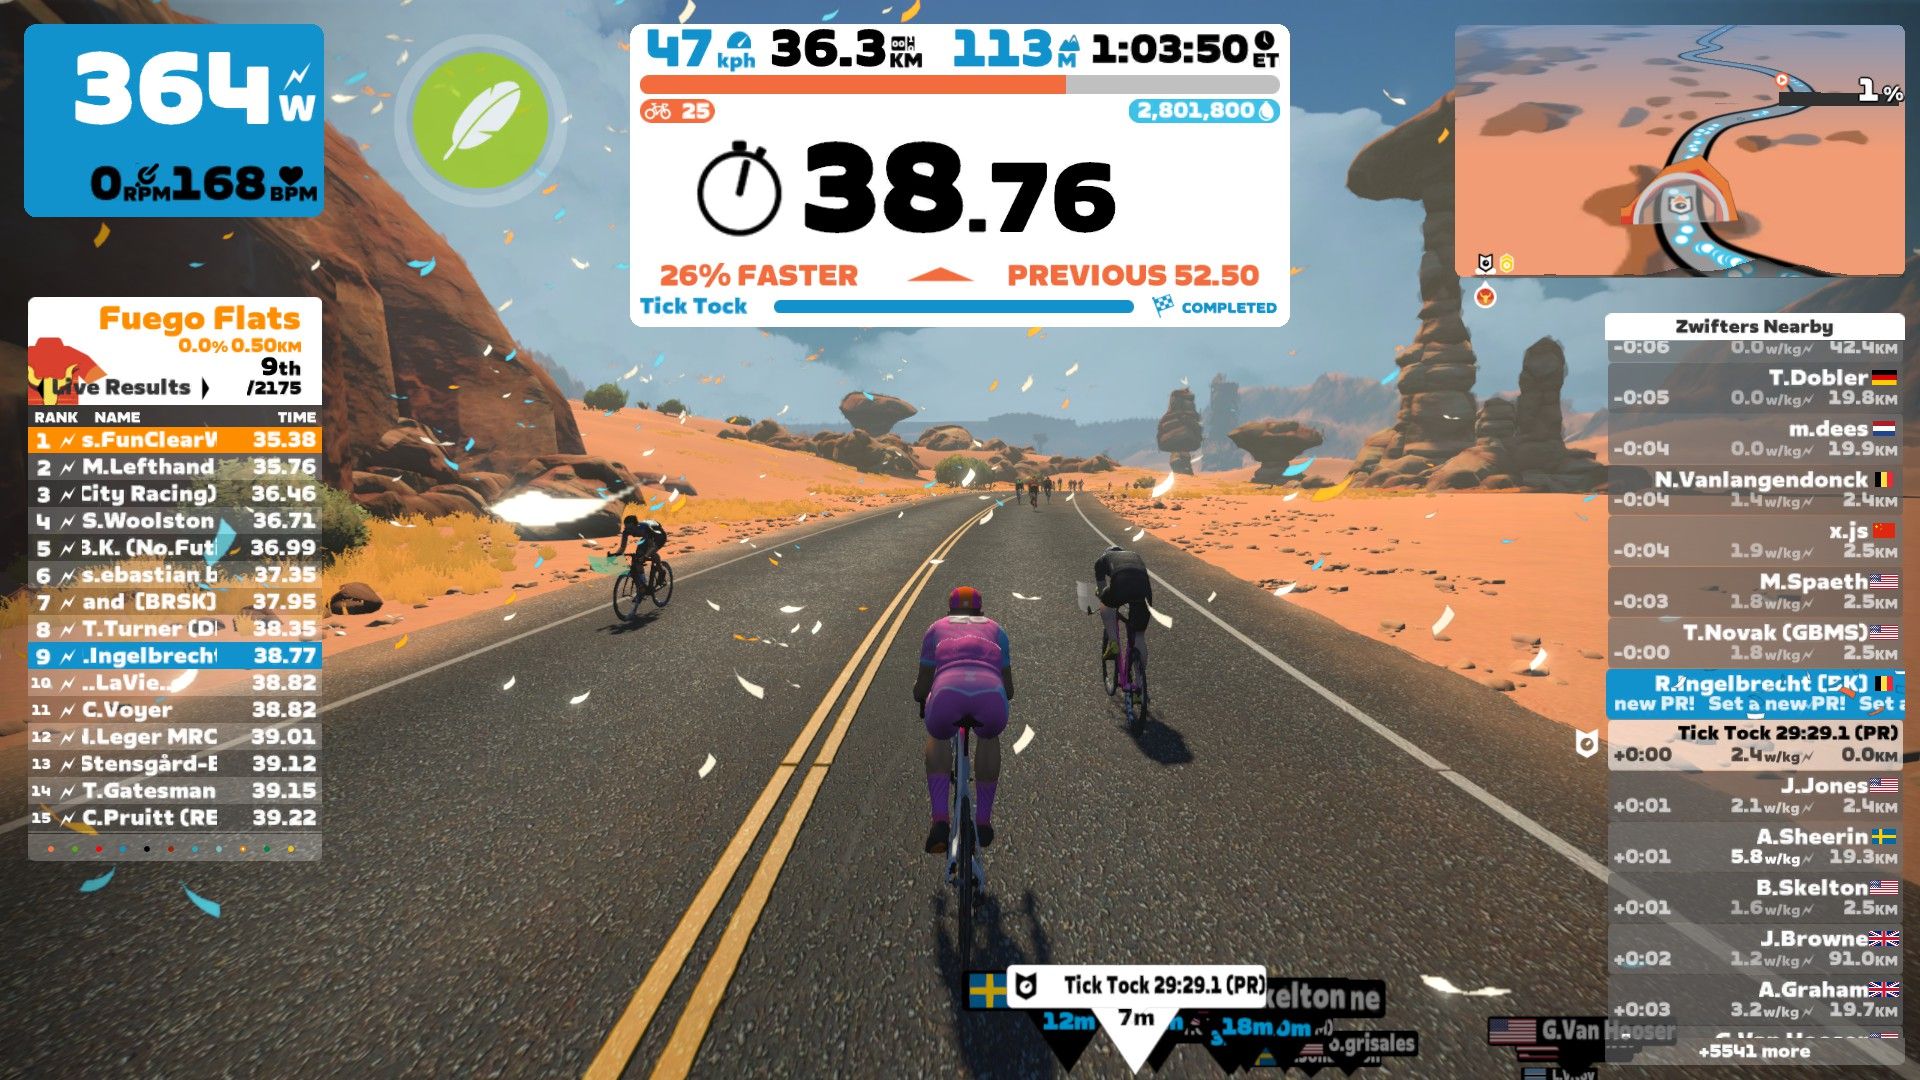 364 W
0 RPM 168 BPM
47 kph 36.3 KM 113 M 1:03:50 ET
25
2,801,800
38.76
26% FASTER PREVIOUS 52.50
Tick Tock COMPLETED
1%
Fuego Flats
0.0% 0.50KM
9th
Live Results /2175
RANK NAME TIME
1 s.FunClearW 35.38
2 M.Lefthand 35.76
3 City Racing) 36.46
4 S.Woolston 36.71
5 B.K. (No.Fut 36.99
6 s.ebastian b 37.35
7 and [BRSK] 37.95
8 T.Turner (D 38.35
9 .Ingelbrecht 38.77
10 ..LaVie.. 38.82
11 C.Voyer 38.82
12 .Leger MRC 39.01
13 Stensgård-E 39.12
14 T.Gatesman 39.15
15 C.Pruitt (RE 39.22
Zwifters Nearby
-0:06 0.0w/kg 42.4KM
T.Dobler
-0:05 0.0w/kg 19.8KM
m.dees
-0:04 0.0w/kg 19.9KM
N.Vanlangendonck
-0:04 1.4w/kg 2.4KM
x.js
-0:04 1.9w/kg 2.5KM
M.Spaeth
-0:03 1.8w/kg 2.5KM
T.Novak (GBMS)
-0:00 1.8w/kg 2.5KM
R.Ingelbrecht [BK]
new PR! Set a new PR! Set a
Tick Tock 29:29.1 (PR)
+0:00 2.4w/kg 0.0KM
J.Jones
+0:01 2.1w/kg 2.4KM
A.Sheerin
+0:01 5.8w/kg 19.3KM
B.Skelton
+0:01 1.6w/kg 2.5KM
J.Browne
+0:02 1.2w/kg 91.0KM
A.Graham
+0:03 3.2w/kg 19.7KM
+5541 more
Tick Tock 29:29.1 (PR)
kelton ne
12m 7m 18m
grisales
G.Van Hooser